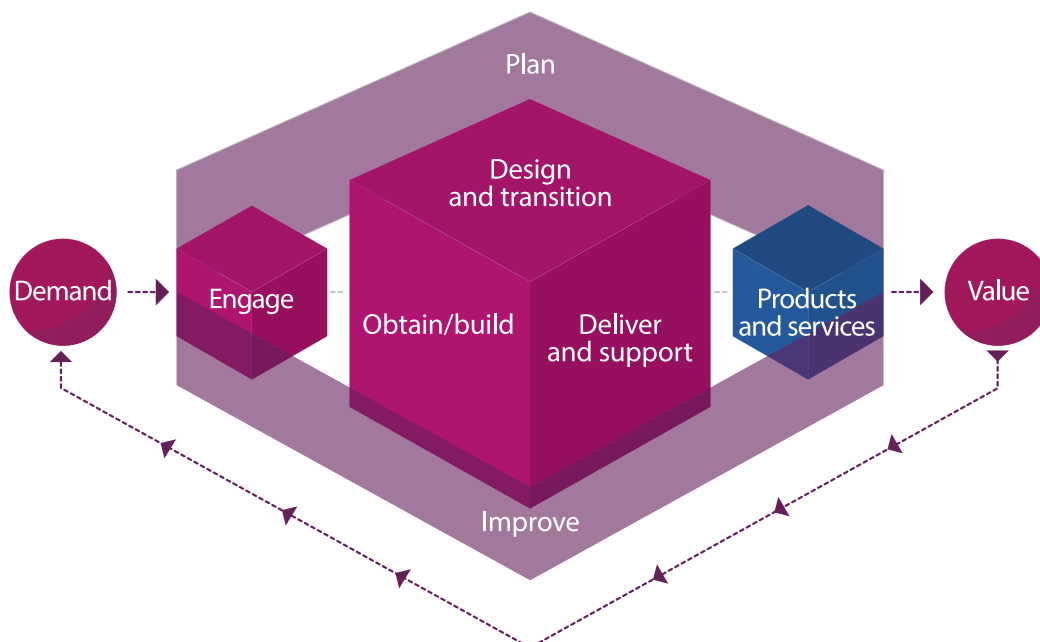 Plan
Design
and transition
Demand
Engage
Obtain/build
Deliver
and support
Products
and services
Value
Improve